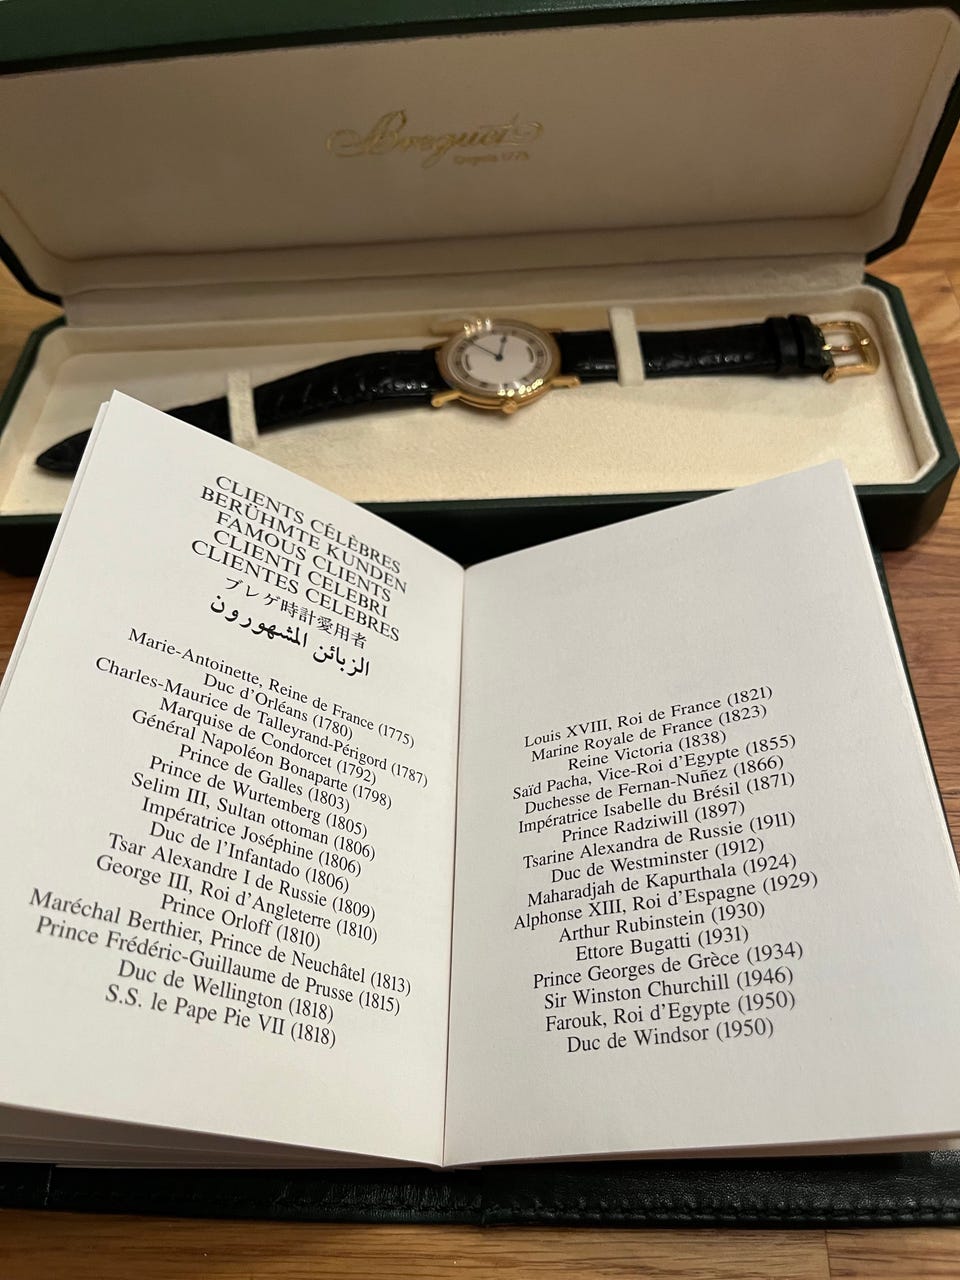 Breguet
Depuis 1775
CLIENTS CÉLÈBRES
BERÜHMTE KUNDEN
FAMOUS CLIENTS
CLIENTI CELEBRI
CLIENTES CELEBRES
ブレゲ時計愛用者
الزبائن المشهورون
Marie-Antoinette, Reine de France (1775)
Duc d'Orléans (1780)
Charles-Maurice de Talleyrand-Périgord (1787)
Marquise de Condorcet (1792)
Général Napoléon Bonaparte (1798)
Prince de Galles (1803)
Prince de Wurtemberg (1805)
Selim III, Sultan ottoman (1806)
Impératrice Joséphine (1806)
Duc de l'Infantado (1806)
Tsar Alexandre I de Russie (1809)
George III, Roi d'Angleterre (1810)
Prince Orloff (1810)
Maréchal Berthier, Prince de Neuchâtel (1813)
Prince Frédéric-Guillaume de Prusse (1815)
Duc de Wellington (1818)
S.S. le Pape Pie VII (1818)
Louis XVIII, Roi de France (1821)
Marine Royale de France (1823)
Reine Victoria (1838)
Saïd Pacha, Vice-Roi d'Egypte (1855)
Duchesse de Fernan-Nuñez (1866)
Impératrice Isabelle du Brésil (1871)
Prince Radziwill (1897)
Tsarine Alexandra de Russie (1911)
Duc de Westminster (1912)
Maharadjah de Kapurthala (1924)
Alphonse XIII, Roi d'Espagne (1929)
Arthur Rubinstein (1930)
Ettore Bugatti (1931)
Prince Georges de Grèce (1934)
Sir Winston Churchill (1946)
Farouk, Roi d'Egypte (1950)
Duc de Windsor (1950)